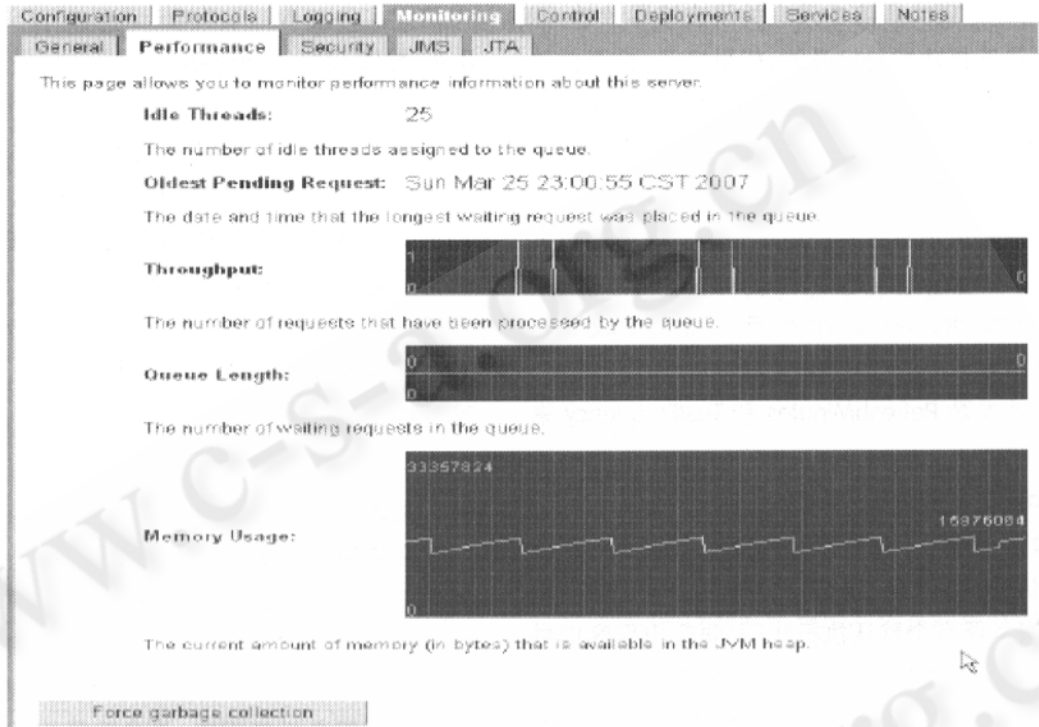 Configuration Protocols Logging Monitoring Control Deployments Services Notes
General Performance Security JMS JTA
This page allows you to monitor performance information about this server.
Idle Threads: 25
The number of idle threads assigned to the queue.
Oldest Pending Request: Sun Mar 25 23:00:55 CST 2007
The date and time that the longest waiting request was placed in the queue.
Throughput: 1 0 0
The number of requests that have been processed by the queue.
Queue Length: 0 0 0
The number of waiting requests in the queue.
33357824
16976084
Memory Usage:
0
The current amount of memory (in bytes) that is available in the JVM heap.
Force garbage collection
www.c-s-a.org.cn